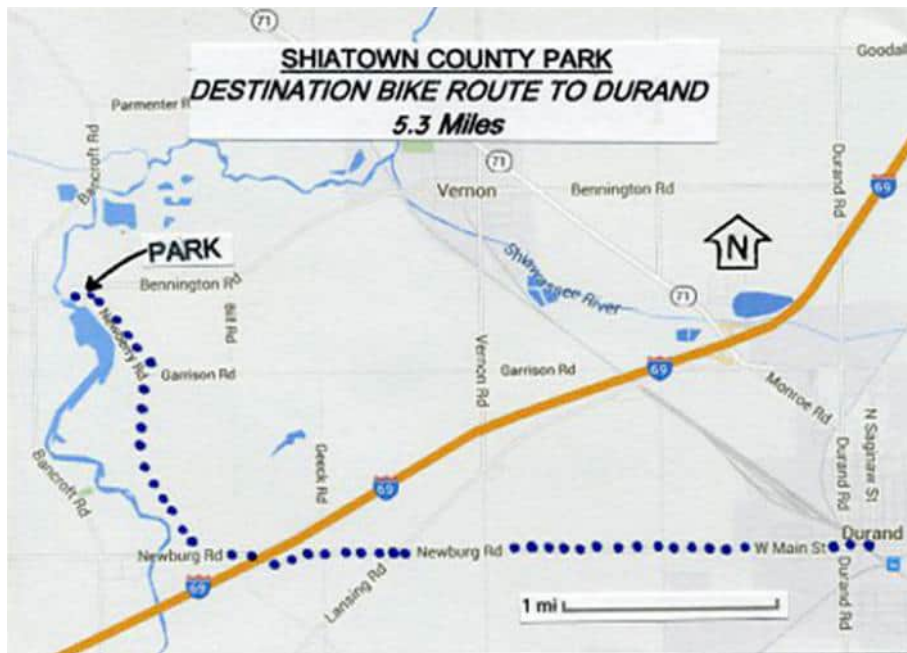 71
SHIATOWN COUNTY PARK
DESTINATION BIKE ROUTE TO DURAND
5.3 Miles
Goodall
Parmenter R
Bancroft Rd
71
71
Vernon
Bennington Rd
Durand Rd
69
N
PARK
Bennington Rd
Shiawassee River
Bill Rd
71
Newberry Rd
Garrison Rd
Vernon Rd
Garrison Rd
69
Monroe Rd
N Saginaw St
Durand Rd
Geeck Rd
Bancroft Rd
69
Durand
Newburg Rd
Newburg Rd
W Main St
69
Lansing Rd
Durand Rd
1 mi